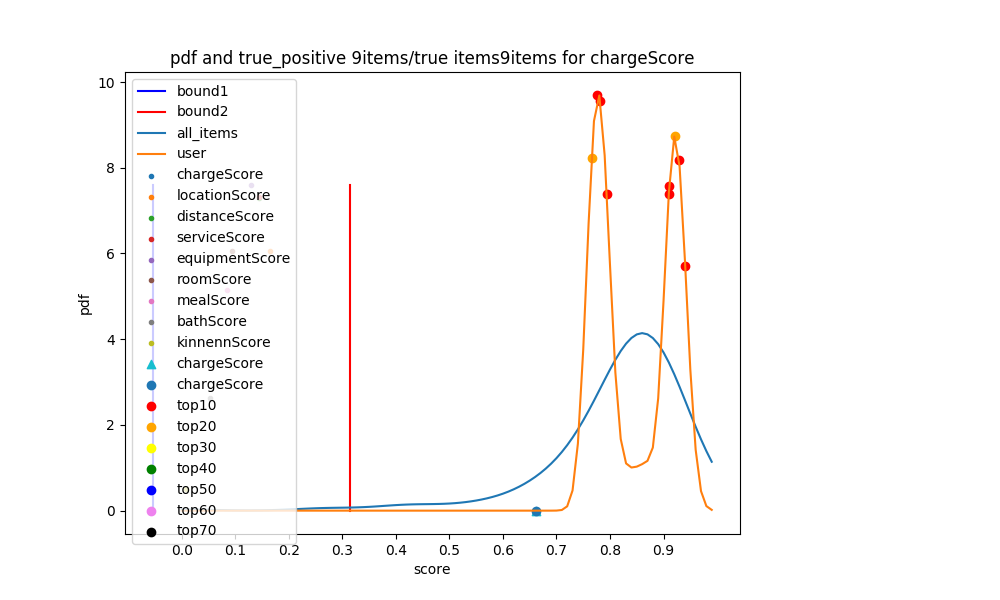 pdf and true_positive 9items/true items9items for chargeScore
bound1
bound2
all_items
user
chargeScore
locationScore
distanceScore
serviceScore
equipmentScore
roomScore
mealScore
bathScore
kinnennScore
chargeScore
chargeScore
top10
top20
top30
top40
top50
top60
top70
10
8
6
4
2
0
pdf
0.0 0.1 0.2 0.3 0.4 0.5 0.6 0.7 0.8 0.9
score